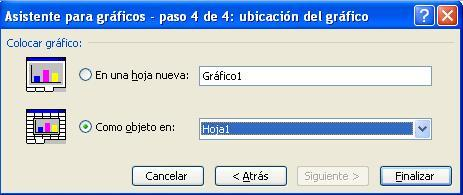 Asistente para gráficos - paso 4 de 4: ubicación del gráfico
Colocar gráfico:
En una hoja nueva: Gráfico1
Como objeto en: Hoja1
Cancelar < Atrás Siguiente > Finalizar